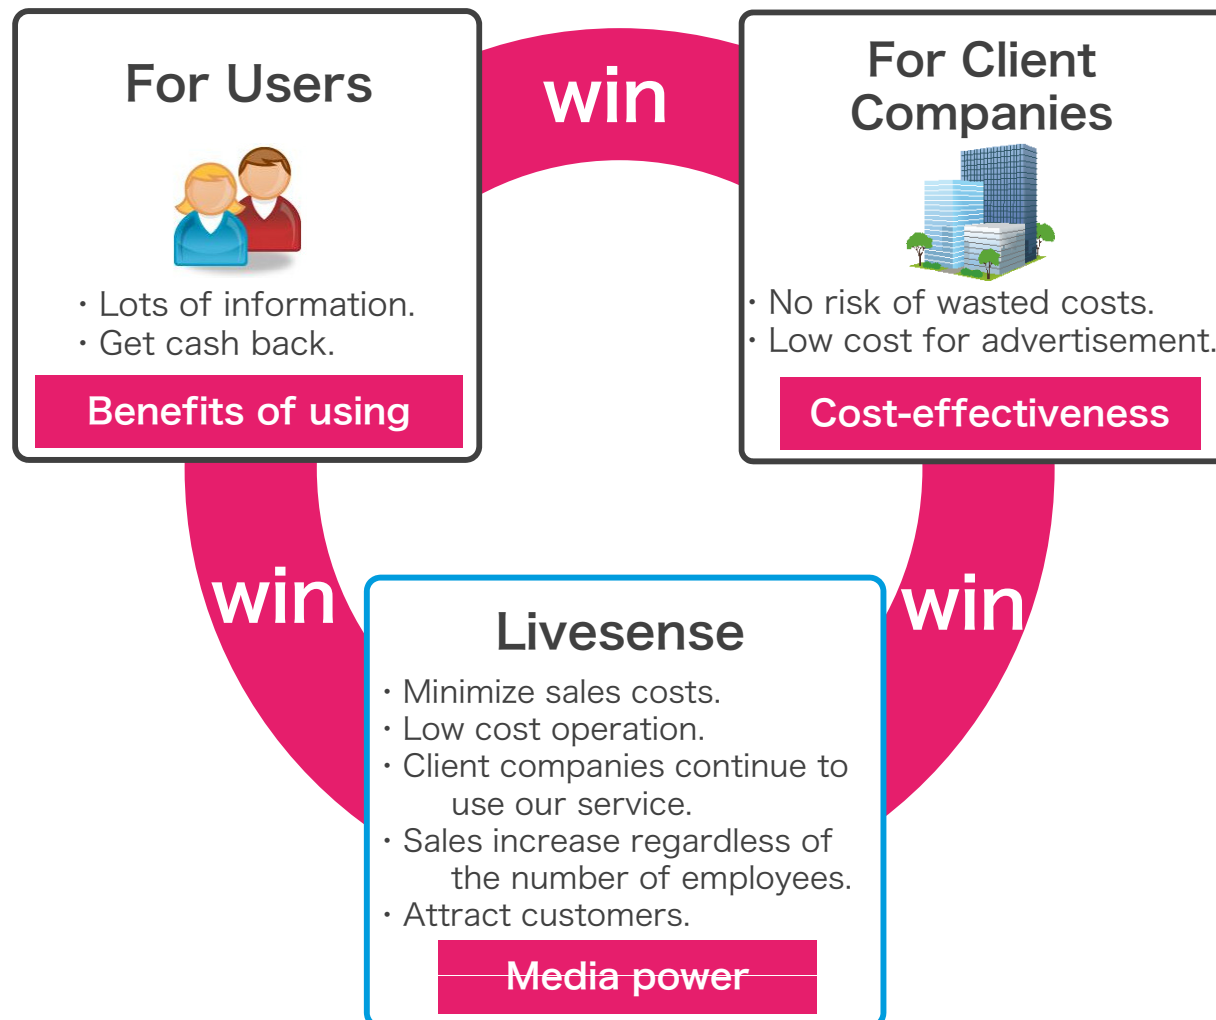 For Users
・Lots of information.
・Get cash back.
Benefits of using
win
For Client
Companies
・No risk of wasted costs.
・Low cost for advertisement.
Cost-effectiveness
win
win
Livesense
・Minimize sales costs.
・Low cost operation.
・Client companies continue to
use our service.
・Sales increase regardless of
the number of employees.
・Attract customers.
Media power